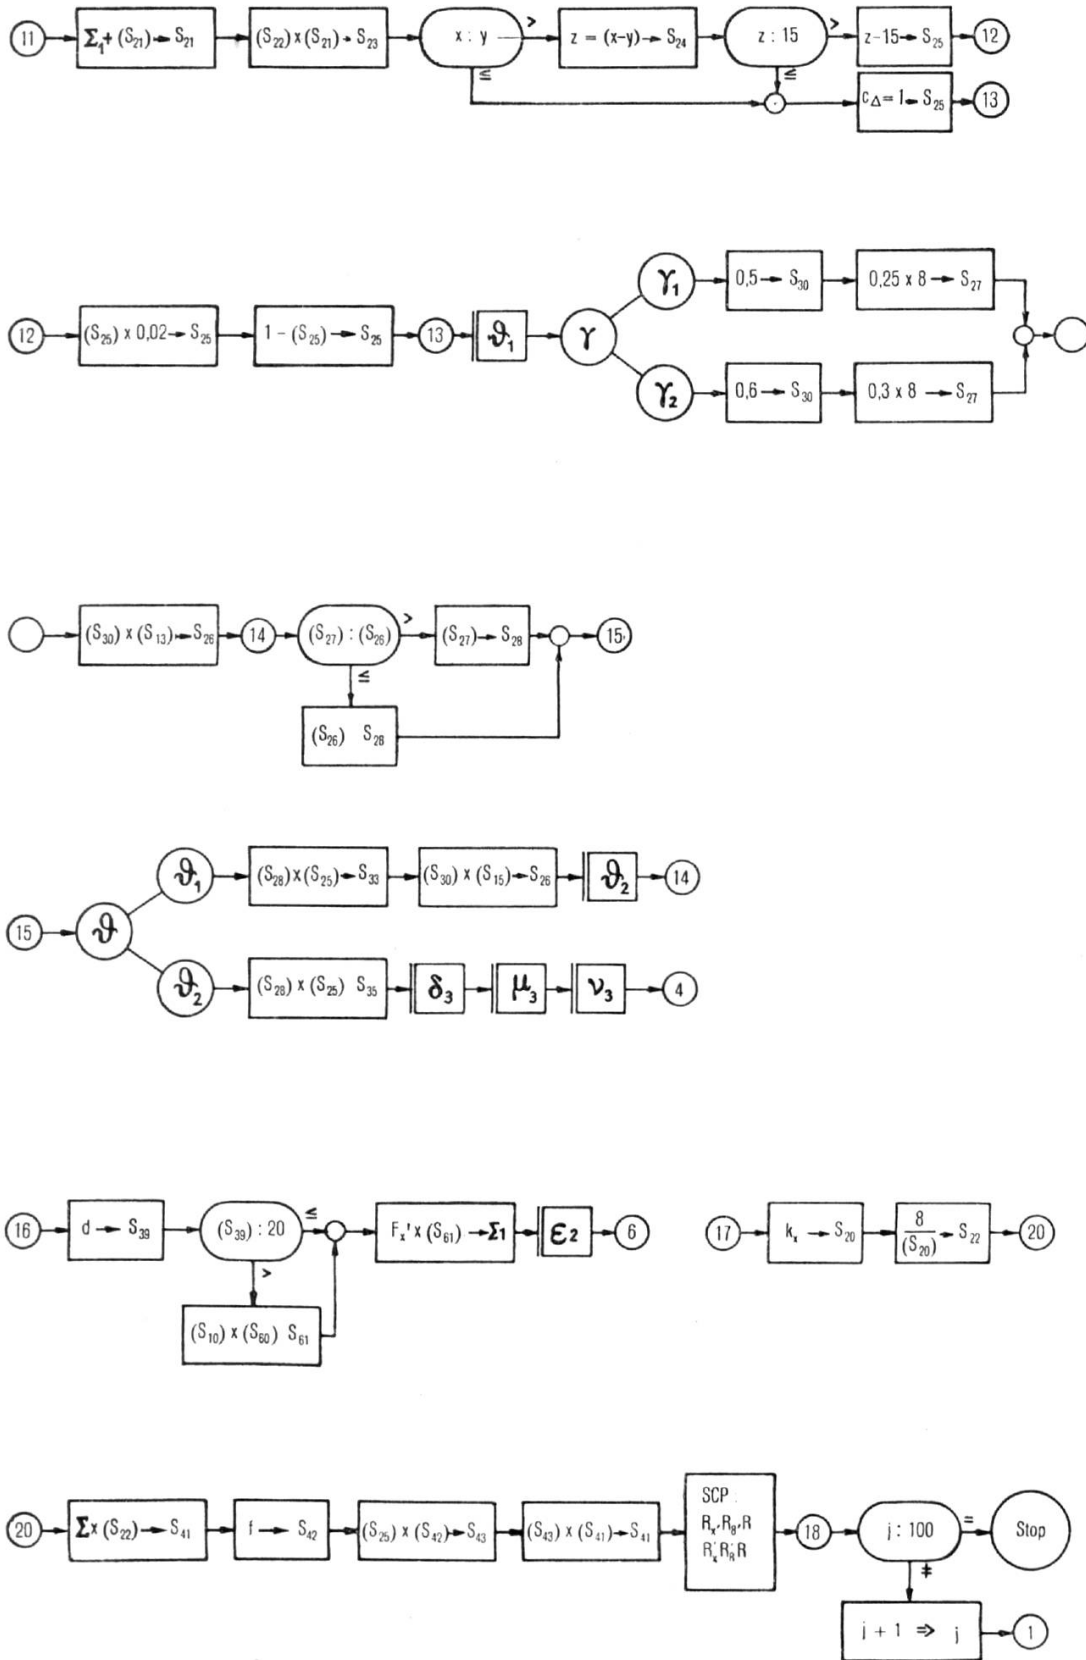 11
Σ₁+ (S₂₁) → S₂₁
(S₂₂) × (S₂₁) → S₂₃
x : y
>
≤
z = (x-y) → S₂₄
z : 15
>
≤
z-15 → S₂₅
12
c_Δ = 1 → S₂₅
13
12
(S₂₅) x 0,02 → S₂₅
1 - (S₂₅) → S₂₅
13
ϑ₁
γ
γ₁
0,5 → S₃₀
0,25 x 8 → S₂₇
γ₂
0,6 → S₃₀
0,3 x 8 → S₂₇
(S₃₀) x (S₁₃) → S₂₆
14
(S₂₇) : (S₂₆)
>
≤
(S₂₇) → S₂₈
15
(S₂₆) S₂₈
15
ϑ
ϑ₁
(S₂₈) x (S₂₅) → S₃₃
(S₃₀) x (S₁₅) → S₂₆
ϑ₂
14
ϑ₂
(S₂₈) x (S₂₅) S₃₅
δ₃
μ₃
ν₃
4
16
d → S₃₉
(S₃₉) : 20
≤
>
Fₓ' x (S₆₁) → Σ1
ε2
6
(S₁₀) x (S₆₀) S₆₁
17
kₓ → S₂₀
8
(S₂₀) → S₂₂
20
20
Σ x (S₂₂) → S₄₁
f → S₄₂
(S₂₅) x (S₄₂) → S₄₃
(S₄₃) x (S₄₁) → S₄₁
SCP
18
j : 100
=
≠
Stop
j + 1 ⇒ j
1